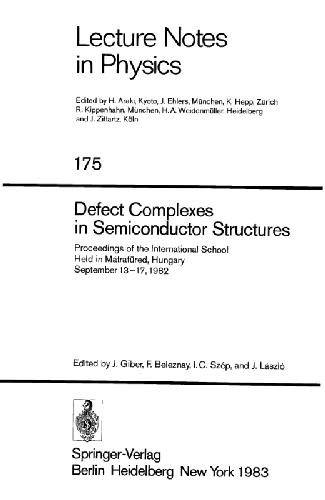 Lecture Notes
in Physics
Edited by H. Araki, Kyoto, J. Ehlers, München, K. Hepp, Zürich
R. Kippenhahn, München, H. A. Weidenmüller, Heidelberg
and J. Zittartz, Köln
175
Defect Complexes
in Semiconductor Structures
Proceedings of the International School
Held in Mátrafüred, Hungary
September 13–17, 1982
Edited by J. Giber, F. Beleznay, I. C. Szép, and J. László
Springer-Verlag
Berlin Heidelberg New York 1983